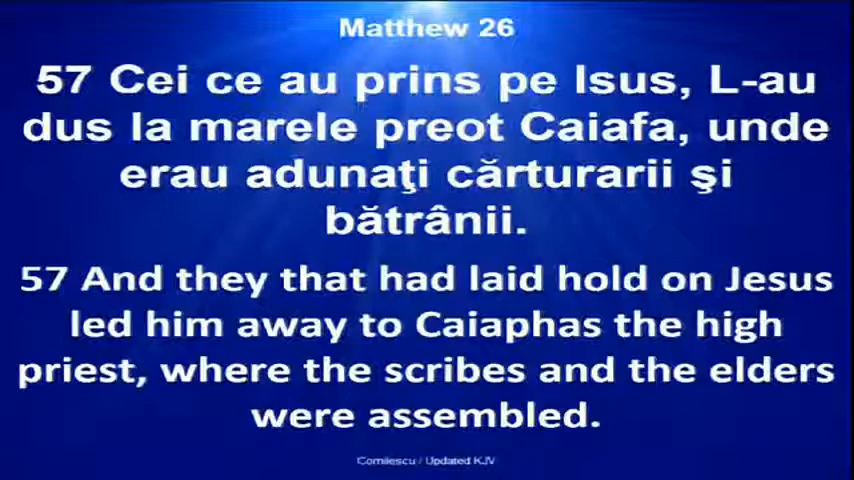 Matthew 26
57 Cei ce au prins pe Isus, L-au
dus la marele preot Caiafa, unde
erau adunaţi cărturarii şi
bătrânii.
57 And they that had laid hold on Jesus
led him away to Caiaphas the high
priest, where the scribes and the elders
were assembled.
Cornilescu / Updated KJV